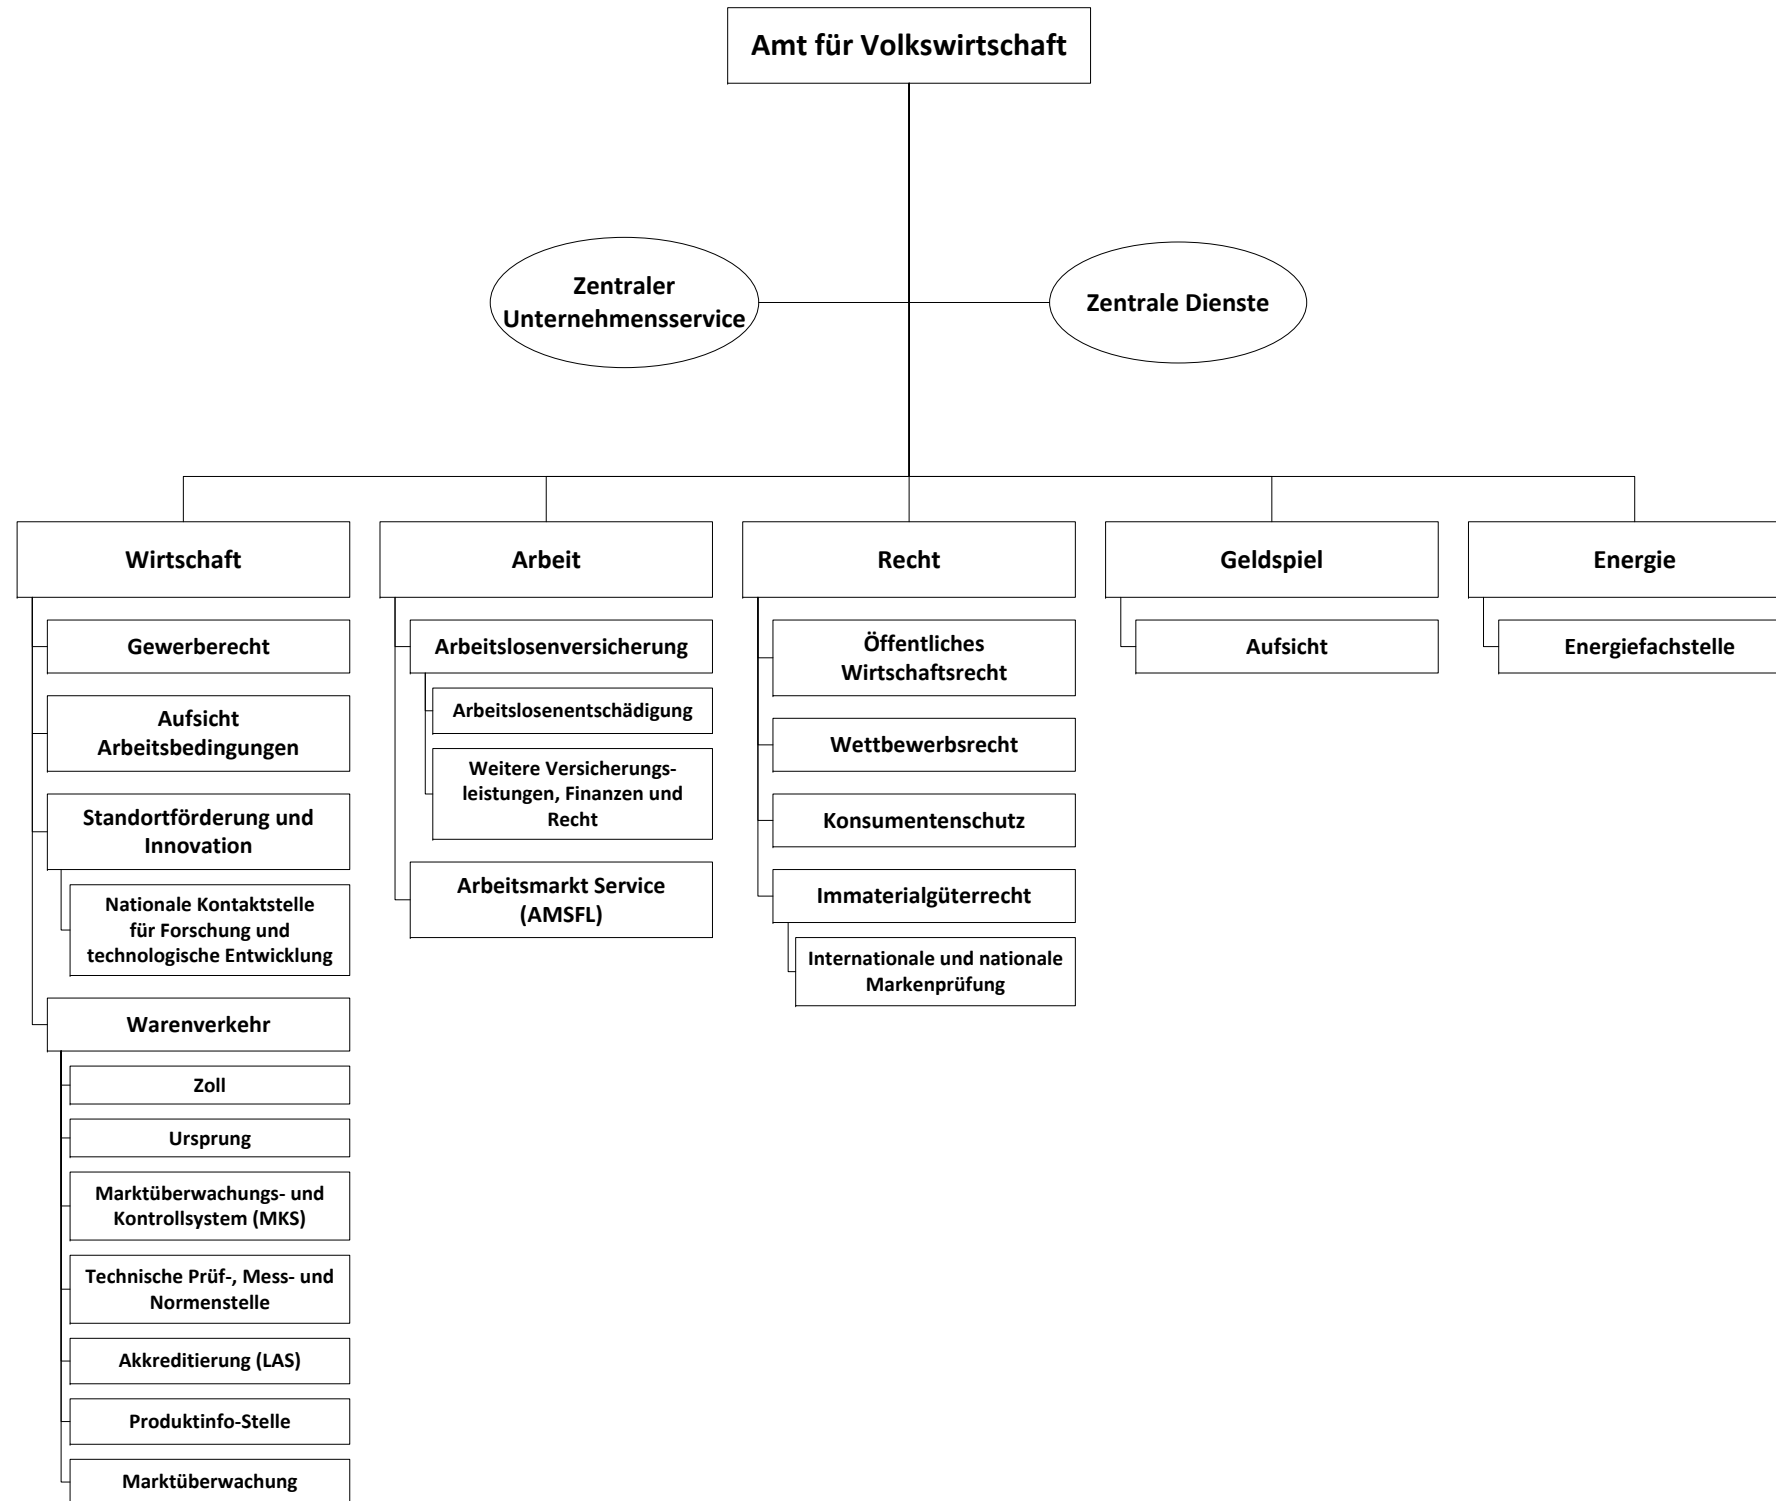 Amt für Volkswirtschaft
Zentraler
Unternehmensservice
Zentrale Dienste
Wirtschaft
Gewerberecht
Aufsicht
Arbeitsbedingungen
Standortförderung und
Innovation
Nationale Kontaktstelle
für Forschung und
technologische Entwicklung
Warenverkehr
Zoll
Ursprung
Marktüberwachungs- und
Kontrollsystem (MKS)
Technische Prüf-, Mess- und
Normenstelle
Akkreditierung (LAS)
Produktinfo-Stelle
Marktüberwachung
Arbeit
Arbeitslosenversicherung
Arbeitslosenentschädigung
Weitere Versicherungs-
leistungen, Finanzen und
Recht
Arbeitsmarkt Service
(AMSFL)
Recht
Öffentliches
Wirtschaftsrecht
Wettbewerbsrecht
Konsumentenschutz
Immaterialgüterrecht
Internationale und nationale
Markenprüfung
Geldspiel
Aufsicht
Energie
Energiefachstelle